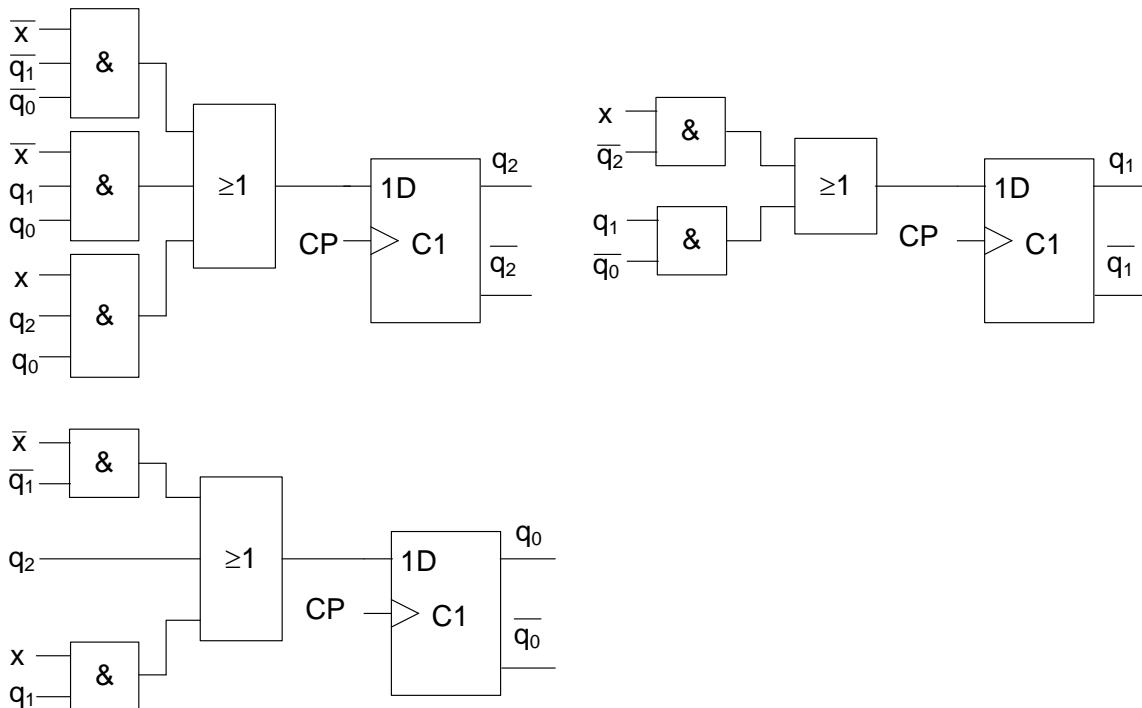 x̅
q̅₁
q̅₀
&
x̅
q₁
q₀
&
x
q₂
q₀
&
≥1
CP
1D
C1
q₂
q̅₂
x
q̅₂
&
q₁
q̅₀
&
≥1
CP
1D
C1
q₁
q̅₁
x̅
q̅₁
&
q₂
x
q₁
&
≥1
CP
1D
C1
q₀
q̅₀